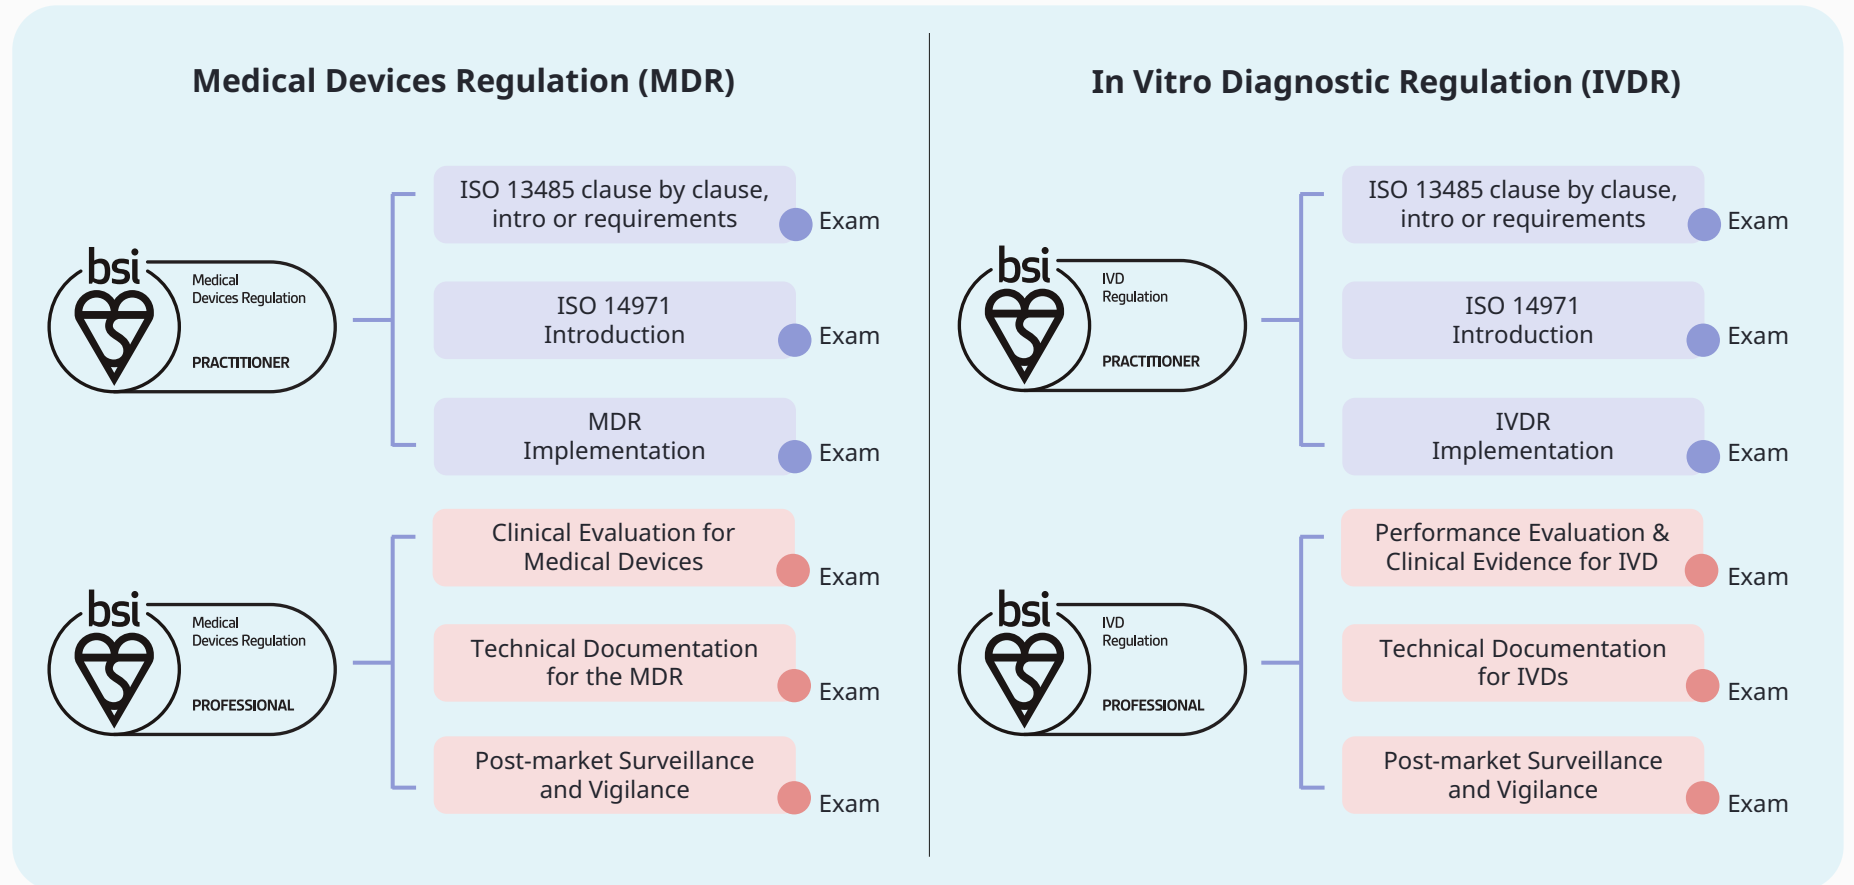 Medical Devices Regulation (MDR)
bsi
Medical
Devices Regulation
PRACTITIONER
ISO 13485 clause by clause,
intro or requirements
Exam
ISO 14971
Introduction
Exam
MDR
Implementation
Exam
bsi
Medical
Devices Regulation
PROFESSIONAL
Clinical Evaluation for
Medical Devices
Exam
Technical Documentation
for the MDR
Exam
Post-market Surveillance
and Vigilance
Exam
In Vitro Diagnostic Regulation (IVDR)
bsi
IVD
Regulation
PRACTITIONER
ISO 13485 clause by clause,
intro or requirements
Exam
ISO 14971
Introduction
Exam
IVDR
Implementation
Exam
bsi
IVD
Regulation
PROFESSIONAL
Performance Evaluation &
Clinical Evidence for IVD
Exam
Technical Documentation
for IVDs
Exam
Post-market Surveillance
and Vigilance
Exam